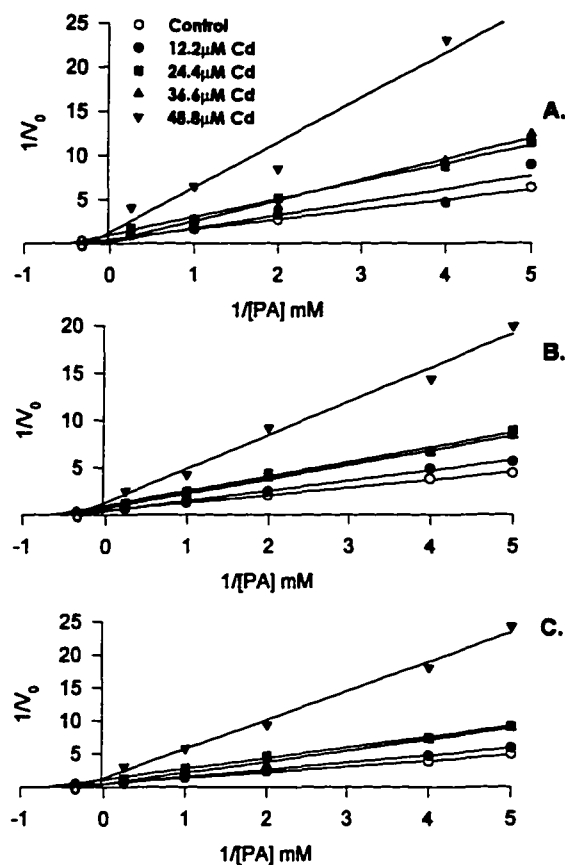 25
20
15
10
5
0
1/V0
Control
12.2µM Cd
24.4µM Cd
36.6µM Cd
48.8µM Cd
A.
-1 0 1 2 3 4 5
1/[PA] mM
20
15
10
5
0
1/V0
B.
-1 0 1 2 3 4 5
1/[PA] mM
25
20
15
10
5
0
1/V0
C.
-1 0 1 2 3 4 5
1/[PA] mM